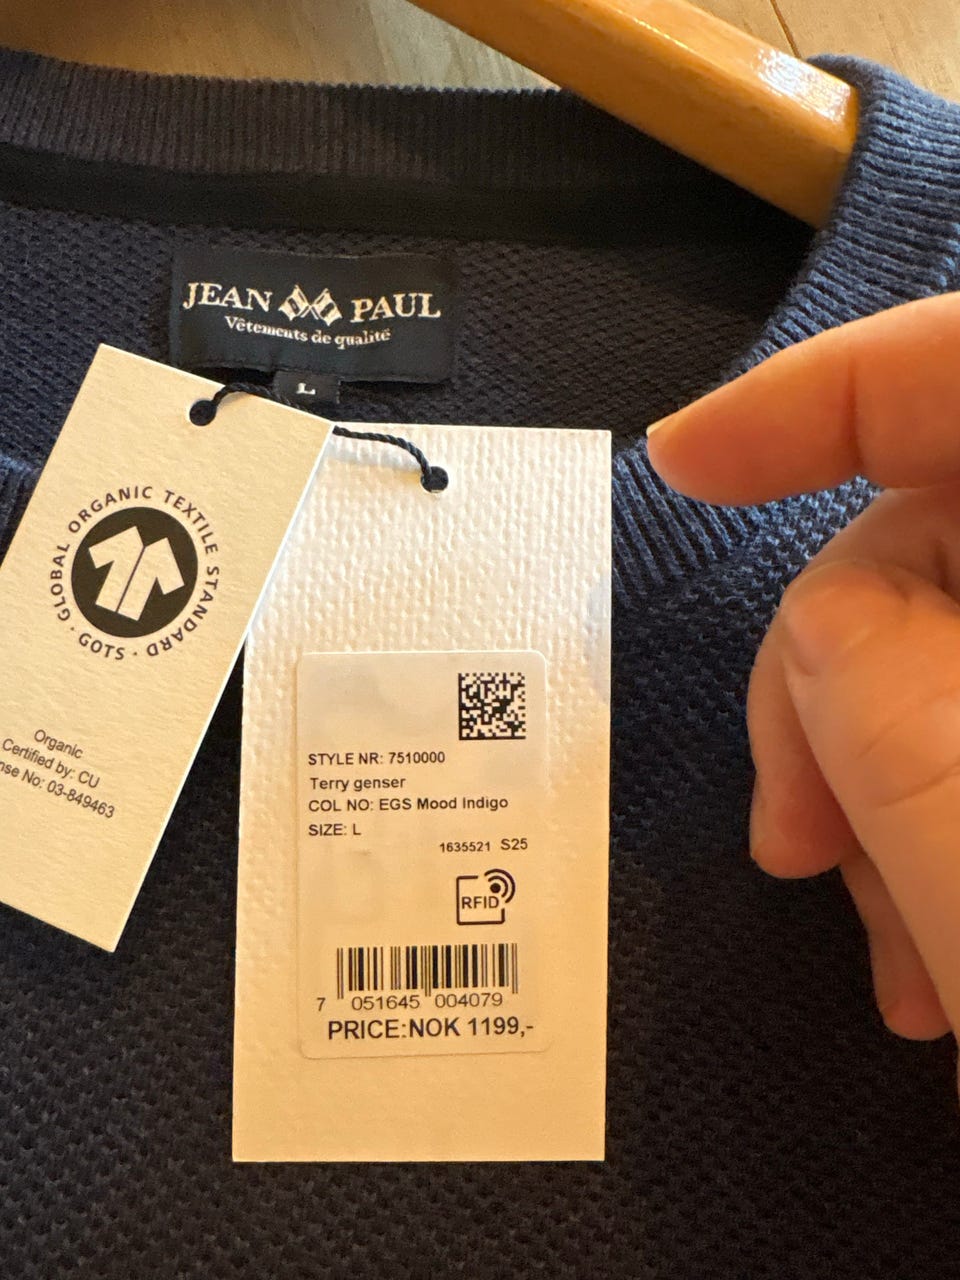 JEAN PAUL
Vêtements de qualité
L
GLOBAL ORGANIC TEXTILE STANDARD · GOTS ·
Organic
Certified by: CU
nse No: 03-849463
STYLE NR: 7510000
Terry genser
COL NO: EGS Mood Indigo
SIZE: L
1635521 S25
RFID
7 051645 004079
PRICE:NOK 1199,-